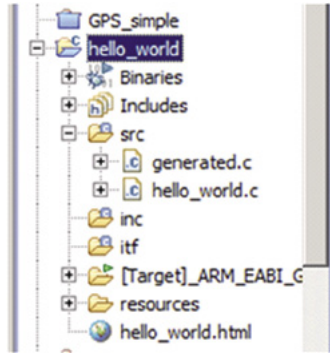 GPS_simple
hello_world
Binaries
Includes
src
generated.c
hello_world.c
inc
itf
[Target]_ARM_EABI_G
resources
hello_world.html